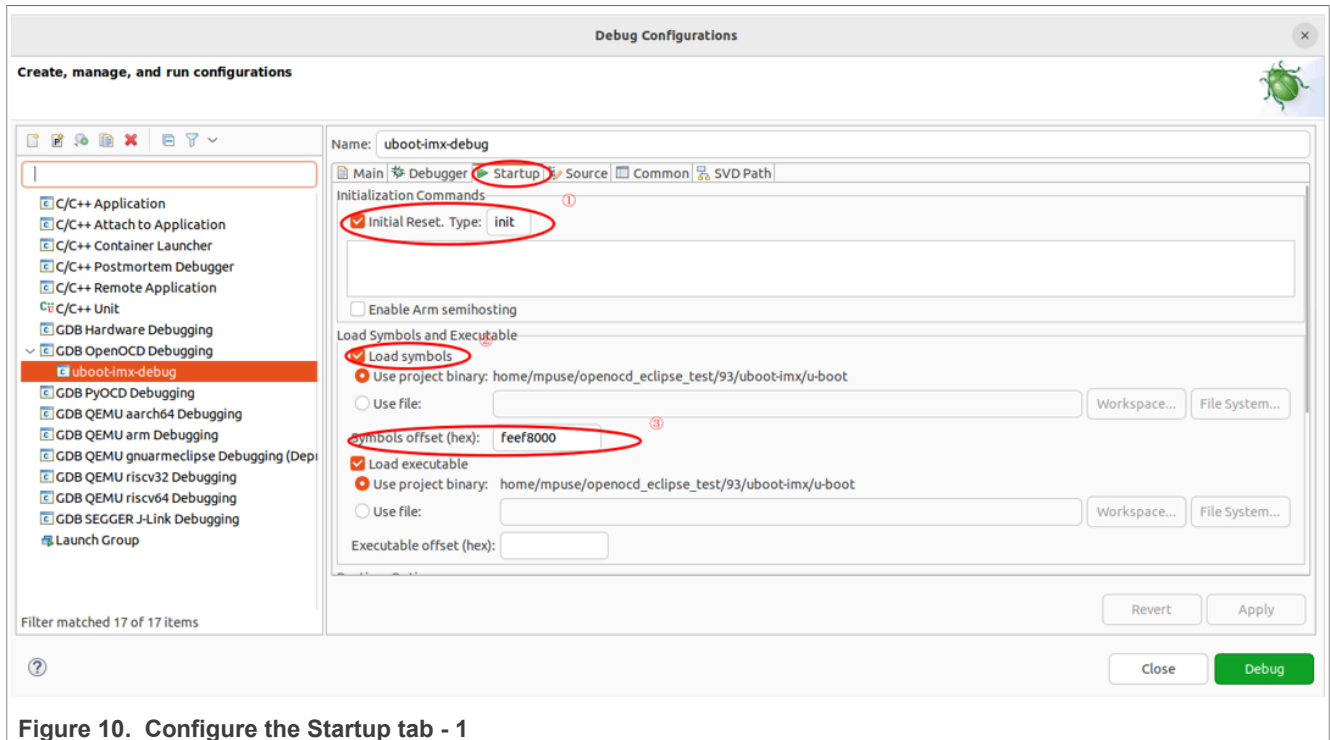 Debug Configurations
Create, manage, and run configurations
Name: uboot-imx-debug
Main Debugger Startup Source Common SVD Path
Initialization Commands
①
Initial Reset. Type: init
Enable Arm semihosting
Load Symbols and Executable
②
Load symbols
Use project binary: home/mpuse/openocd_eclipse_test/93/uboot-imx/u-boot
Use file: Workspace... File System...
③
Symbols offset (hex): feef8000
Load executable
Use project binary: home/mpuse/openocd_eclipse_test/93/uboot-imx/u-boot
Use file: Workspace... File System...
Executable offset (hex):
C/C++ Application
C/C++ Attach to Application
C/C++ Container Launcher
C/C++ Postmortem Debugger
C/C++ Remote Application
C/C++ Unit
GDB Hardware Debugging
GDB OpenOCD Debugging
uboot-imx-debug
GDB PyOCD Debugging
GDB QEMU aarch64 Debugging
GDB QEMU arm Debugging
GDB QEMU gnuarmeclipse Debugging (Depr
GDB QEMU riscv32 Debugging
GDB QEMU riscv64 Debugging
GDB SEGGER J-Link Debugging
Launch Group
Filter matched 17 of 17 items
Revert Apply
Close Debug
Figure 10. Configure the Startup tab - 1